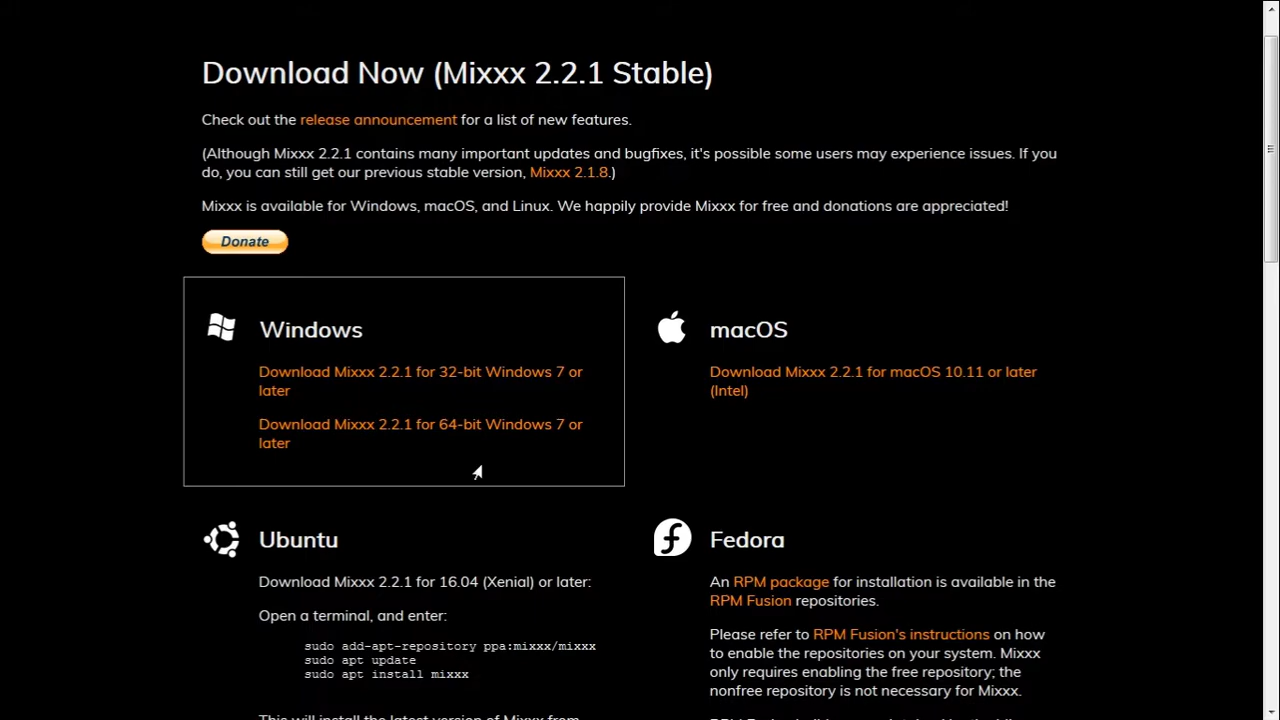 Download Now (Mixxx 2.2.1 Stable)
Check out the release announcement for a list of new features.
(Although Mixxx 2.2.1 contains many important updates and bugfixes, it's possible some users may experience issues. If you
do, you can still get our previous stable version, Mixxx 2.1.8.)
Mixxx is available for Windows, macOS, and Linux. We happily provide Mixxx for free and donations are appreciated!
Donate
Windows
Download Mixxx 2.2.1 for 32-bit Windows 7 or
later
Download Mixxx 2.2.1 for 64-bit Windows 7 or
later
macOS
Download Mixxx 2.2.1 for macOS 10.11 or later
(Intel)
Ubuntu
Download Mixxx 2.2.1 for 16.04 (Xenial) or later:
Open a terminal, and enter:
sudo add-apt-repository ppa:mixxx/mixxx
sudo apt update
sudo apt install mixxx
This will install the latest version of Mixxx from
Fedora
An RPM package for installation is available in the
RPM Fusion repositories.
Please refer to RPM Fusion's instructions on how
to enable the repositories on your system. Mixxx
only requires enabling the free repository; the
nonfree repository is not necessary for Mixxx.